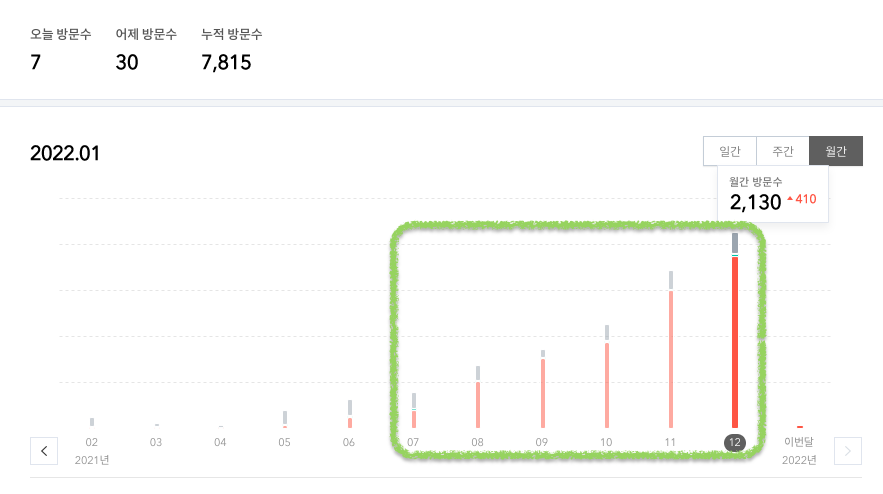 오늘 방문수 어제 방문수 누적 방문수
7 30 7,815
2022.01
일간 주간 월간
월간 방문수
2,130 ▲410
02 03 04 05 06 07 08 09 10 11 12 이번달
2021년 2022년